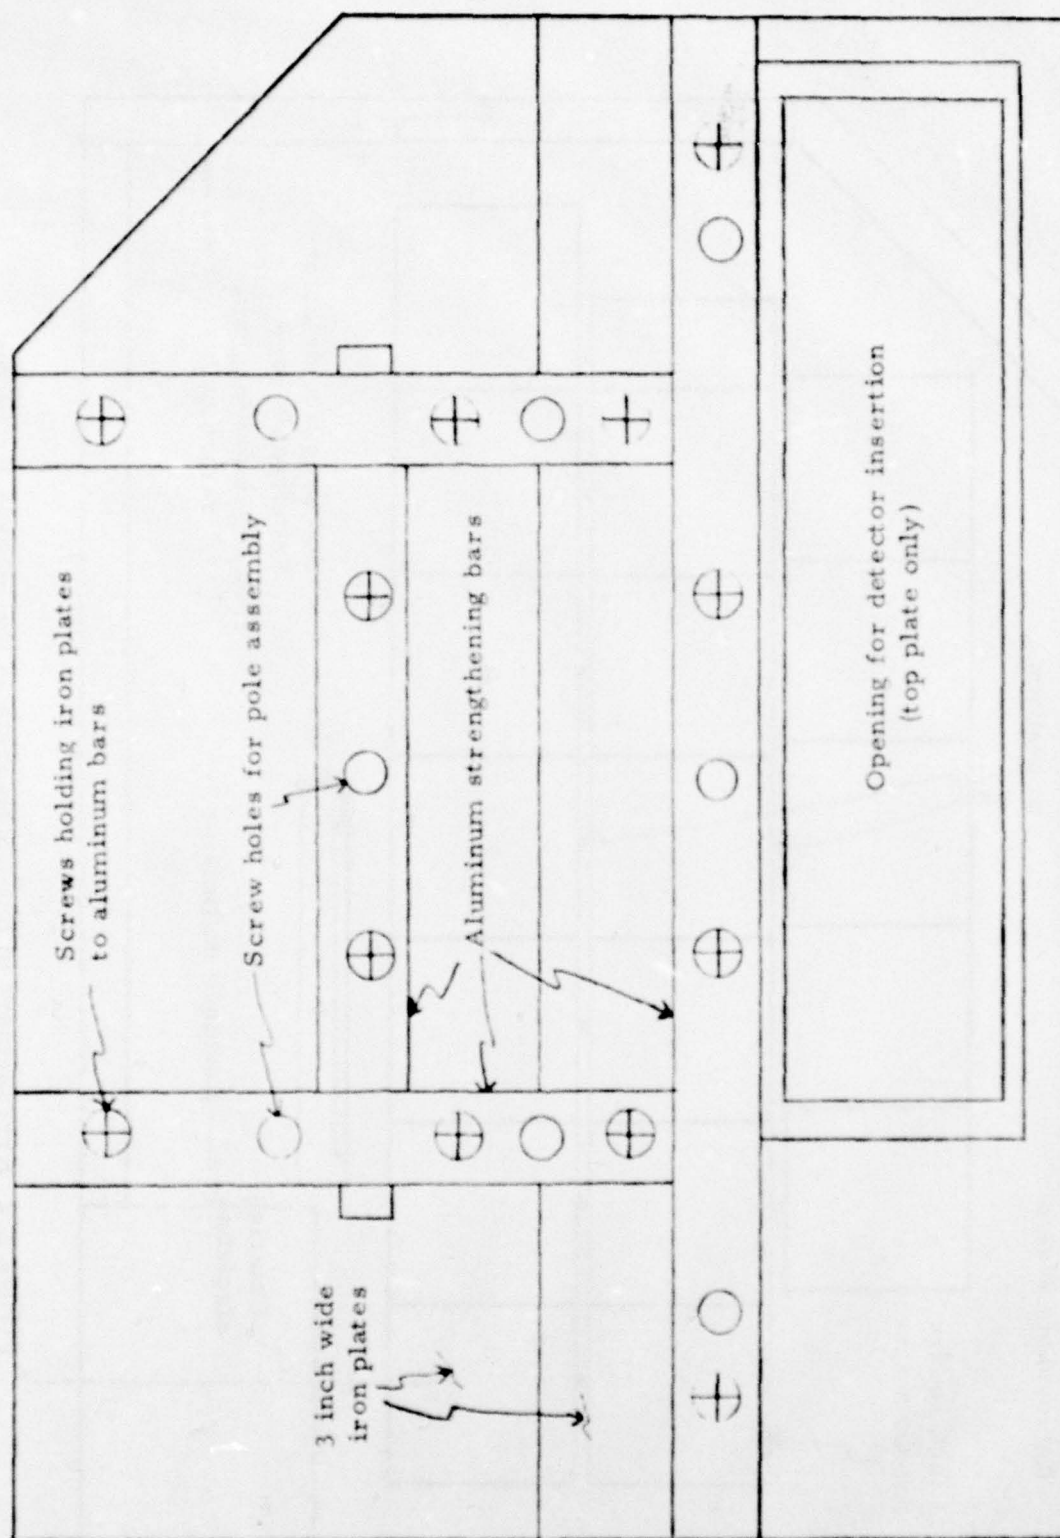 Screws holding iron plates
to aluminum bars
Screw holes for pole assembly
3 inch wide
iron plates
Aluminum strengthening bars
Opening for detector insertion
(top plate only)